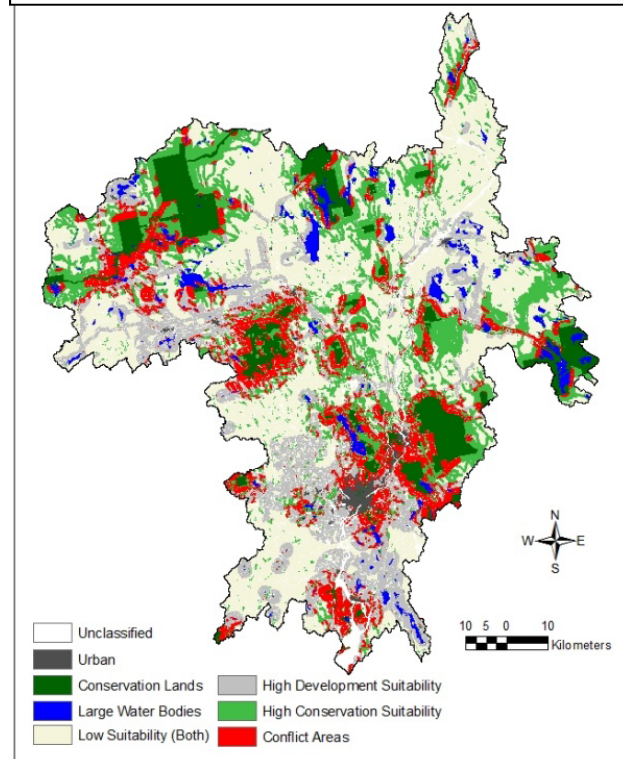 N
W E
S
10 5 0 10
Kilometers
Unclassified
Urban
Conservation Lands
Large Water Bodies
Low Suitability (Both)
High Development Suitability
High Conservation Suitability
Conflict Areas